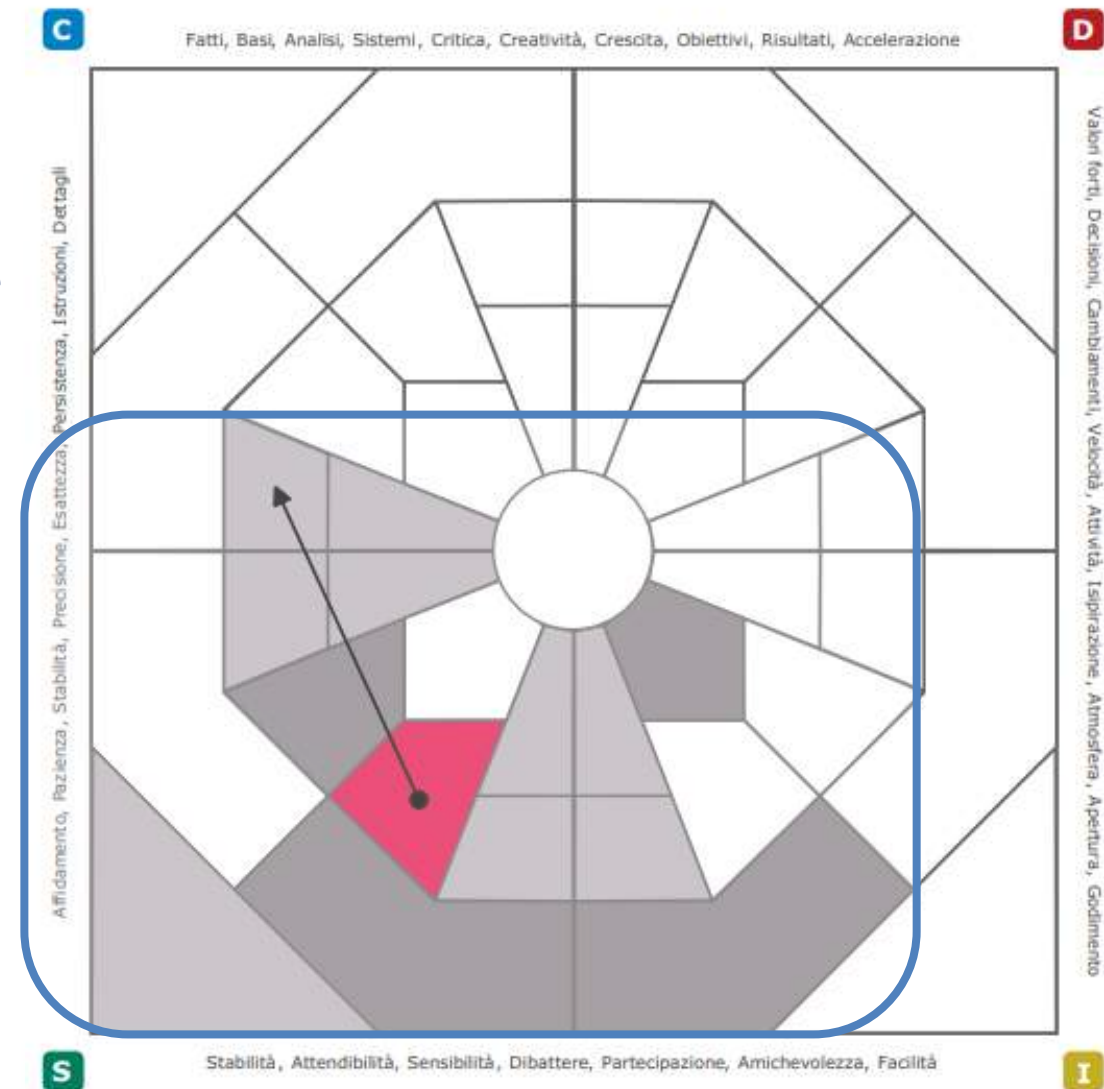 C
D
Fatti, Basi, Analisi, Sistemi, Critica, Creatività, Crescita, Obiettivi, Risultati, Accelerazione
Affidamento, Pazienza, Stabilità, Precisione, Esattezza, Persistenza, Istruzioni, Dettagli
Valori forti, Decisioni, Cambiamenti, Velocità, Attività, Isipirazione, Atmosfera, Apertura, Godimento
S
Stabilità, Attendibilità, Sensibilità, Dibattere, Partecipazione, Amichevolezza, Facilità
I